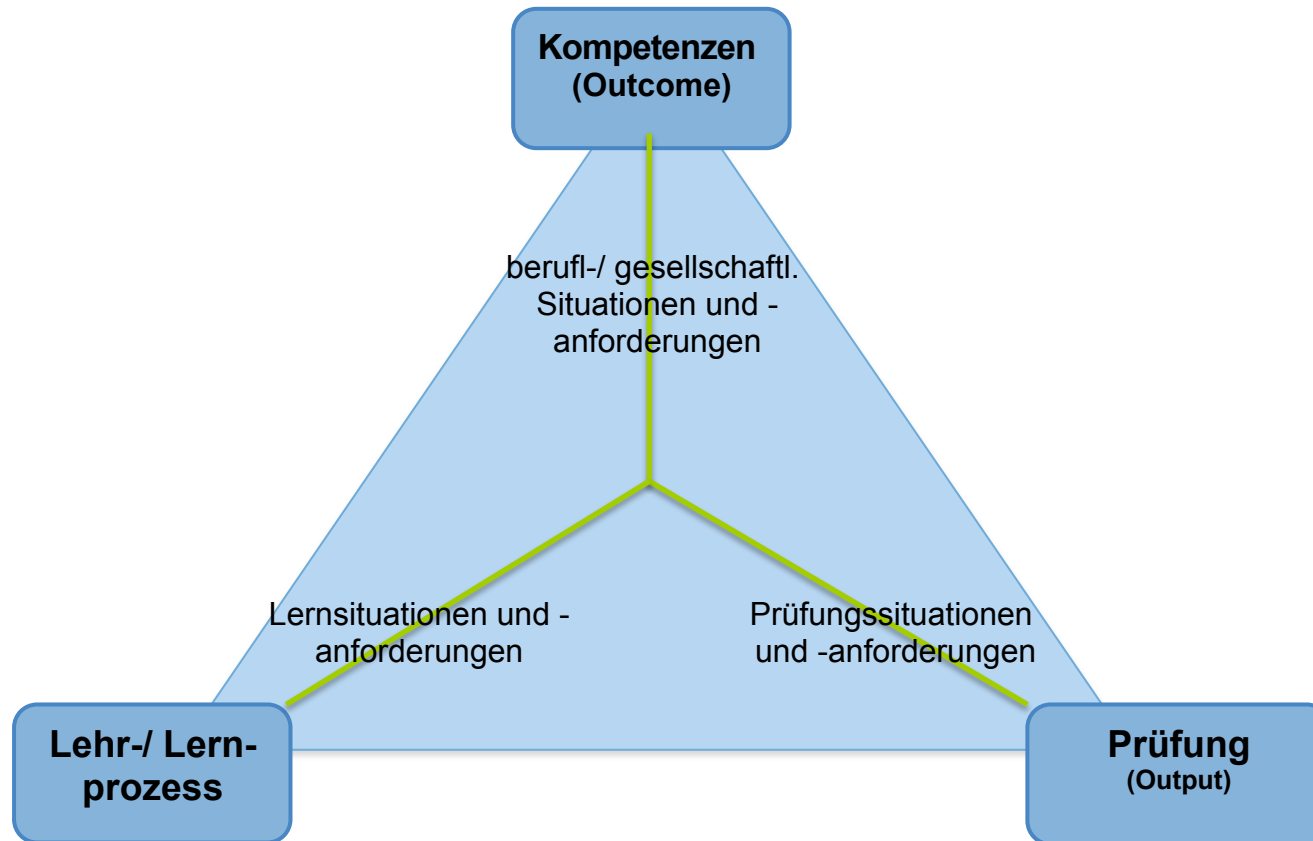 Kompetenzen
(Outcome)
berufl-/ gesellschaftl.
Situationen und -
anforderungen
Lernsituationen und -
anforderungen
Prüfungssituationen
und -anforderungen
Lehr-/ Lern-
prozess
Prüfung
(Output)